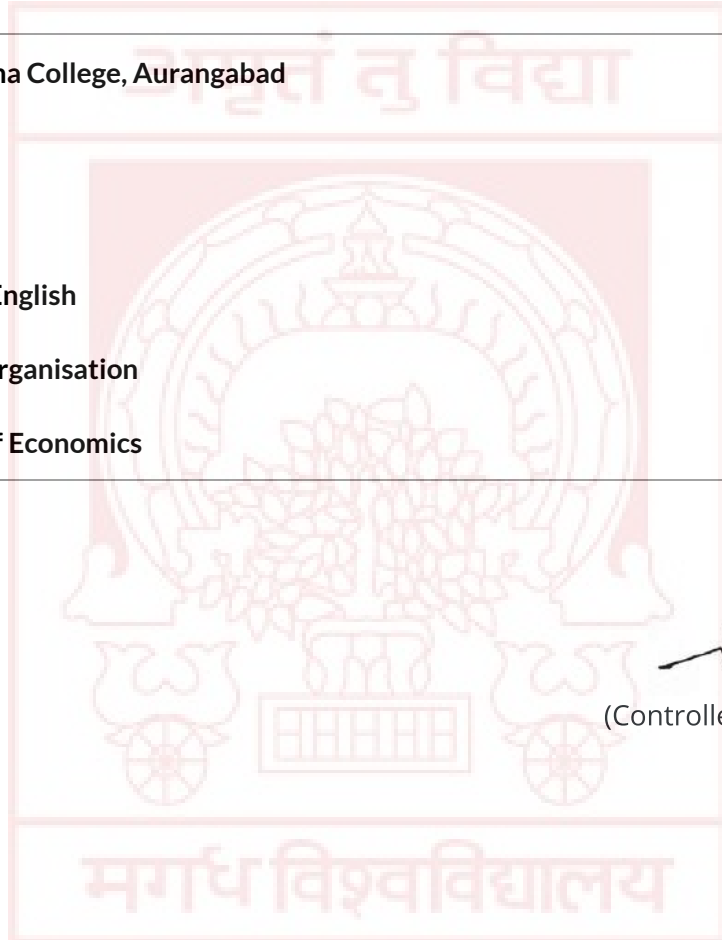 अमृतं तु विद्या
na College, Aurangabad
English
rganisation
f Economics
(Controlle
मगध विश्वविद्यालय